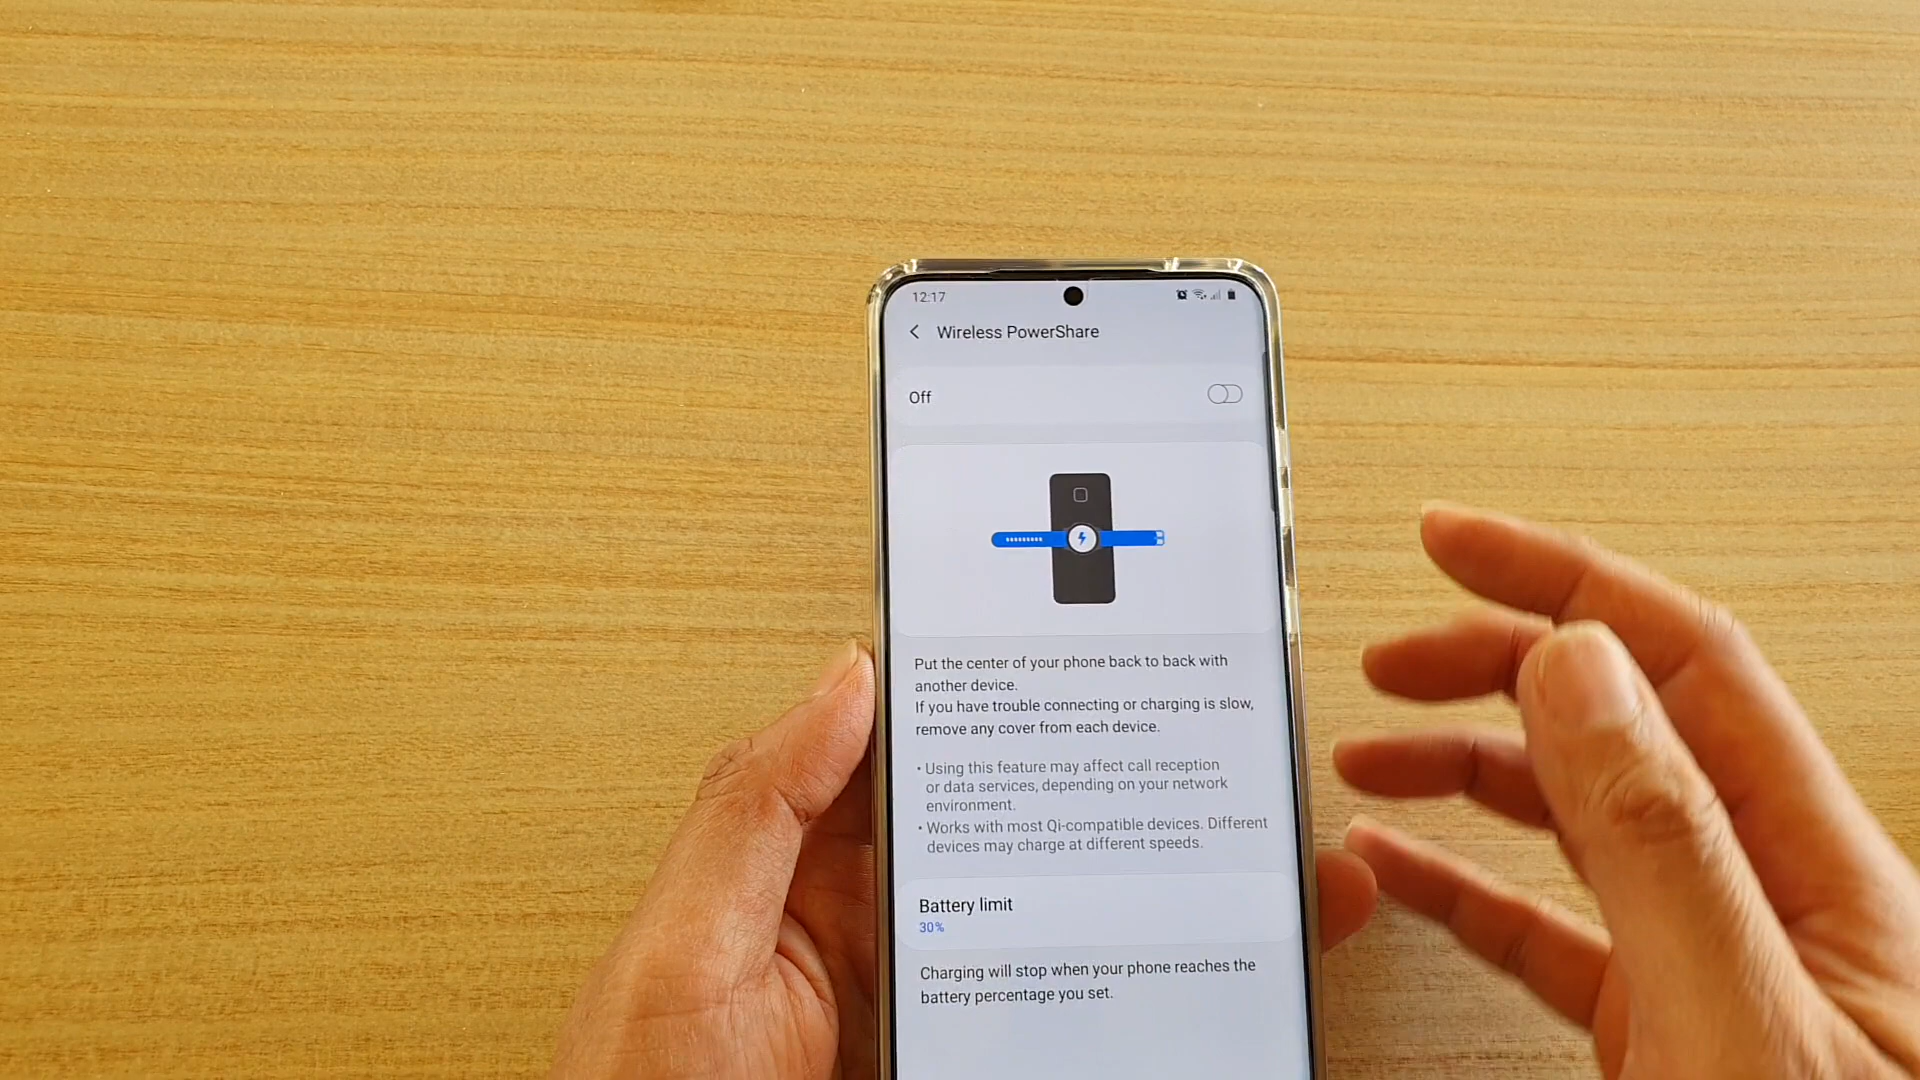 12:17
Wireless PowerShare
Off
Put the center of your phone back to back with
another device.
If you have trouble connecting or charging is slow,
remove any cover from each device.
• Using this feature may affect call reception
or data services, depending on your network
environment.
• Works with most Qi-compatible devices. Different
devices may charge at different speeds.
Battery limit
30%
Charging will stop when your phone reaches the
battery percentage you set.